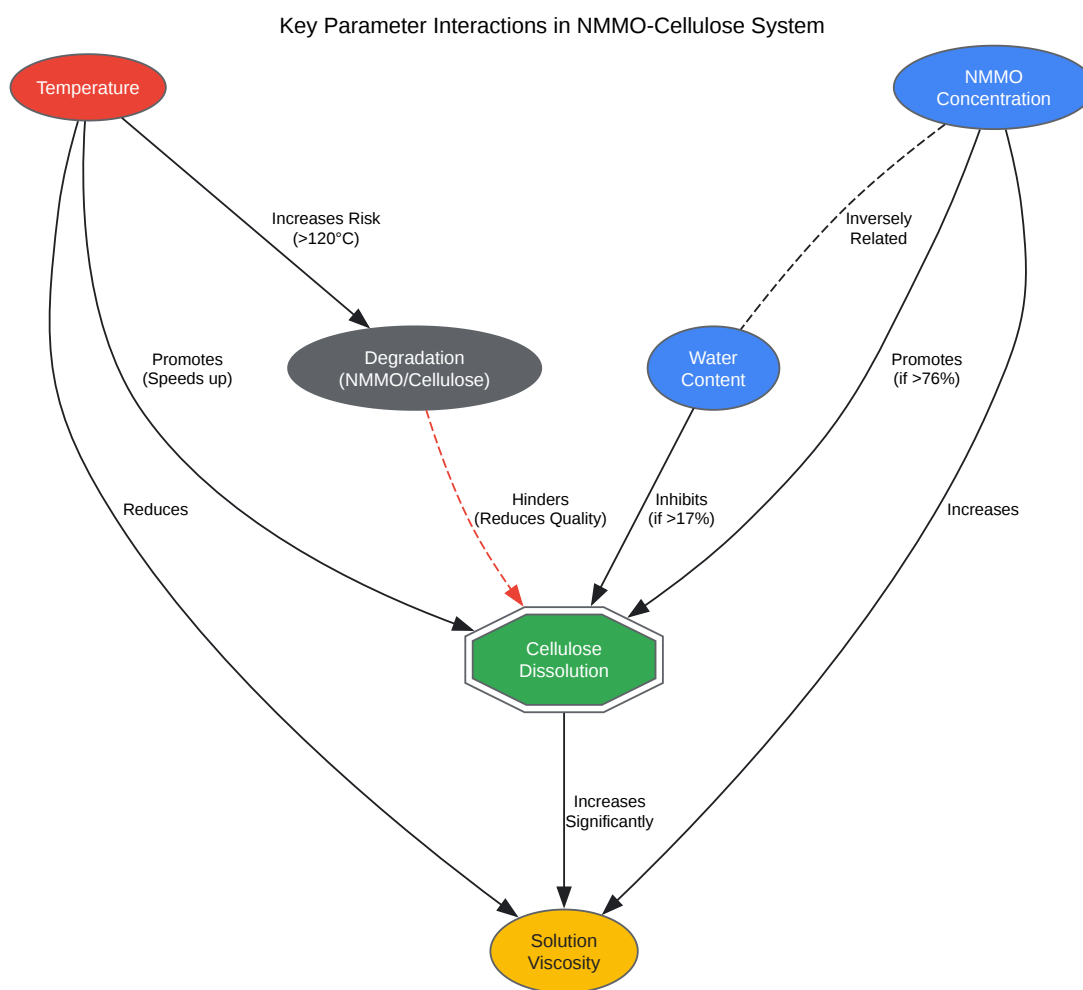 Key Parameter Interactions in NMMO-Cellulose System
Temperature
NMMO
Concentration
Increases Risk
(>120°C)
Inversely
Related
Degradation
(NMMO/Cellulose)
Water
Content
Promotes
(Speeds up)
Promotes
(if >76%)
Reduces
Hinders
(Reduces Quality)
Inhibits
(if >17%)
Increases
Cellulose
Dissolution
Increases
Significantly
Solution
Viscosity